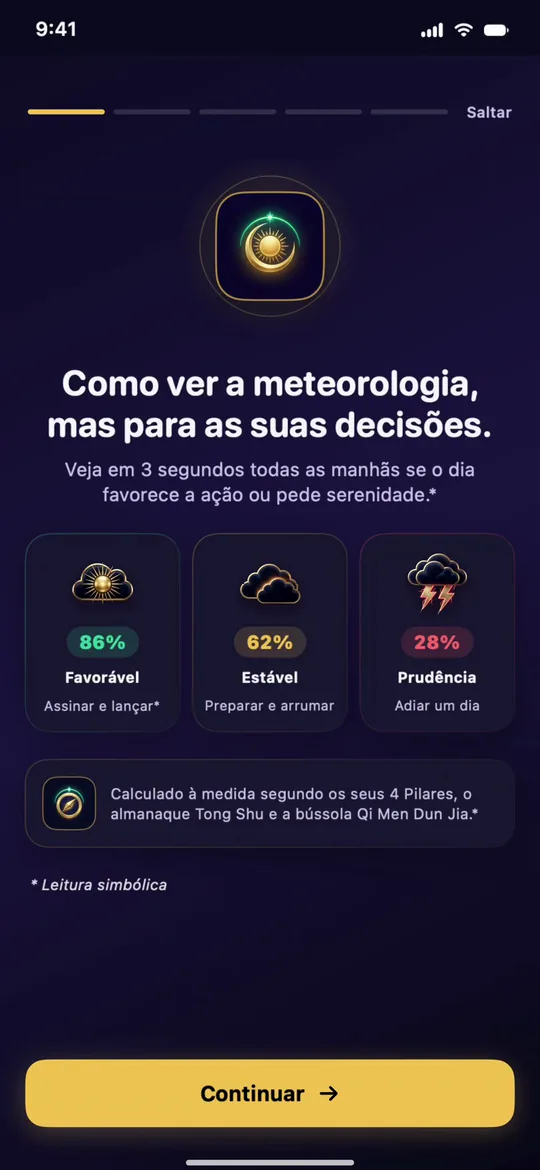 9:41
Saltar
Como ver a meteorologia,
mas para as suas decisões.
Veja em 3 segundos todas as manhãs se o dia
favorece a ação ou pede serenidade.*
86%
Favorável
Assinar e lançar*
62%
Estável
Preparar e arrumar
28%
Prudência
Adiar um dia
Calculado à medida segundo os seus 4 Pilares, o
almanaque Tong Shu e a bússola Qi Men Dun Jia.*
* Leitura simbólica
Continuar →